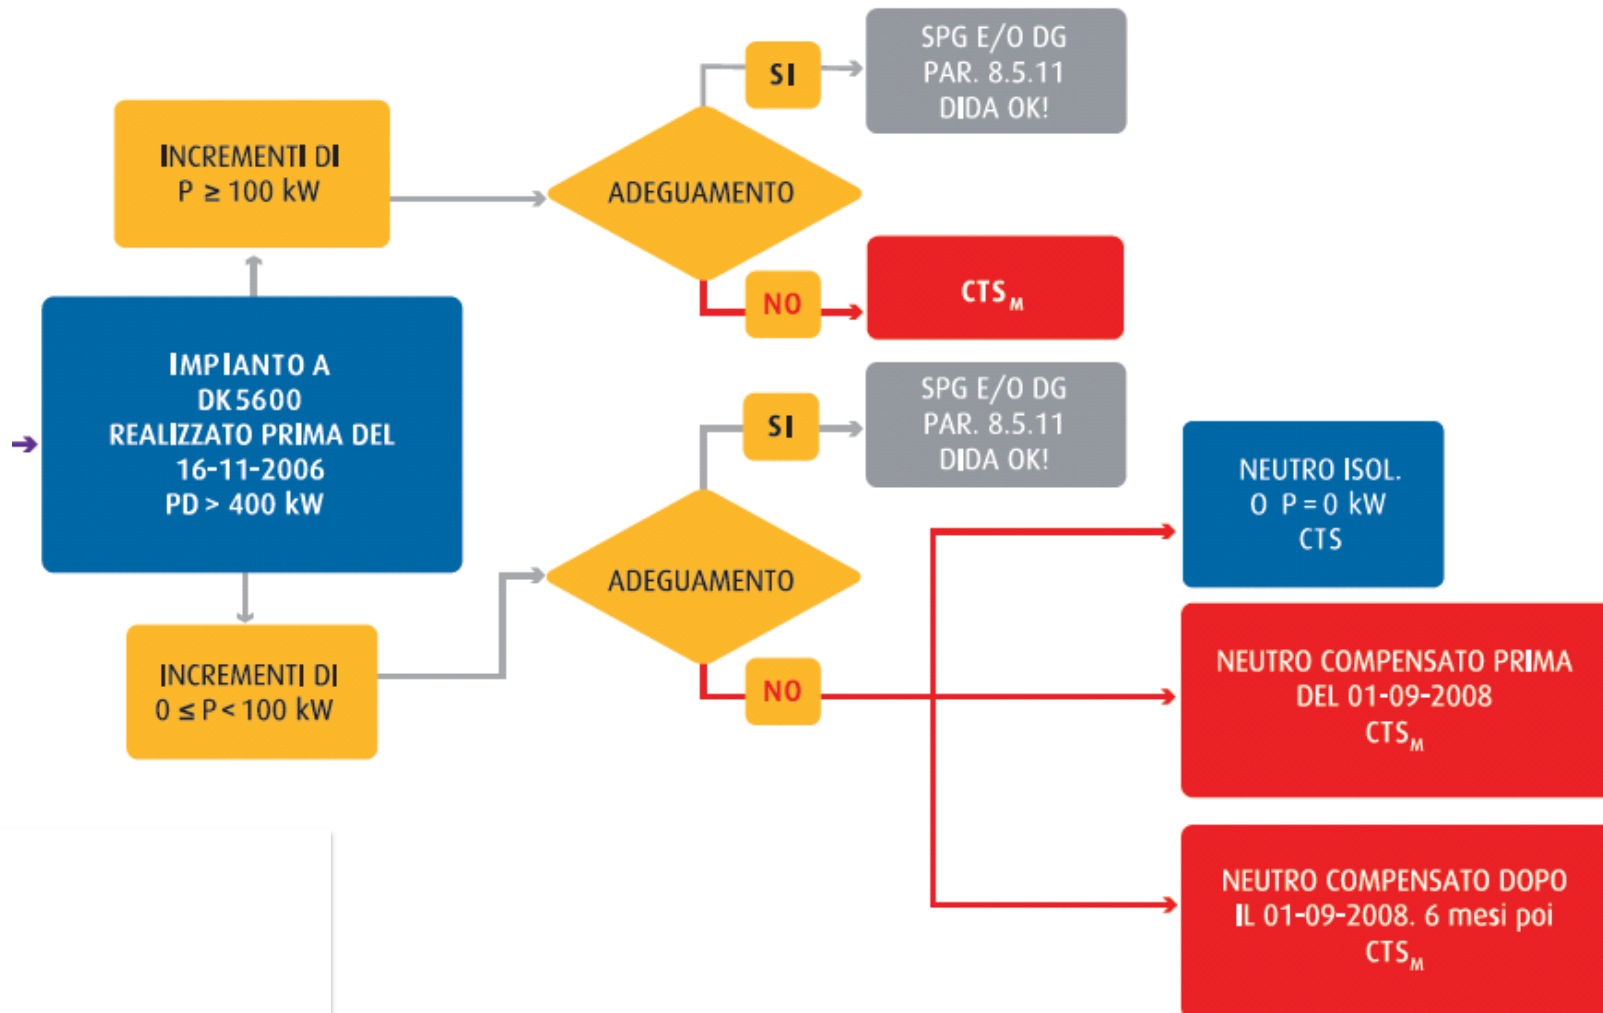 SPG E/O DG
PAR. 8.5.11
DIDA OK!
SI
INCREMENTI DI
P ≥ 100 kW
ADEGUAMENTO
NO
CTS M
IMPIANTO A
DK5600
REALIZZATO PRIMA DEL
16-11-2006
PD > 400 kW
SPG E/O DG
PAR. 8.5.11
DIDA OK!
SI
NEUTRO ISOL.
O P = 0 kW
CTS
ADEGUAMENTO
INCREMENTI DI
0 ≤ P < 100 kW
NO
NEUTRO COMPENSATO PRIMA
DEL 01-09-2008
CTS M
NEUTRO COMPENSATO DOPO
IL 01-09-2008. 6 mesi poi
CTS M